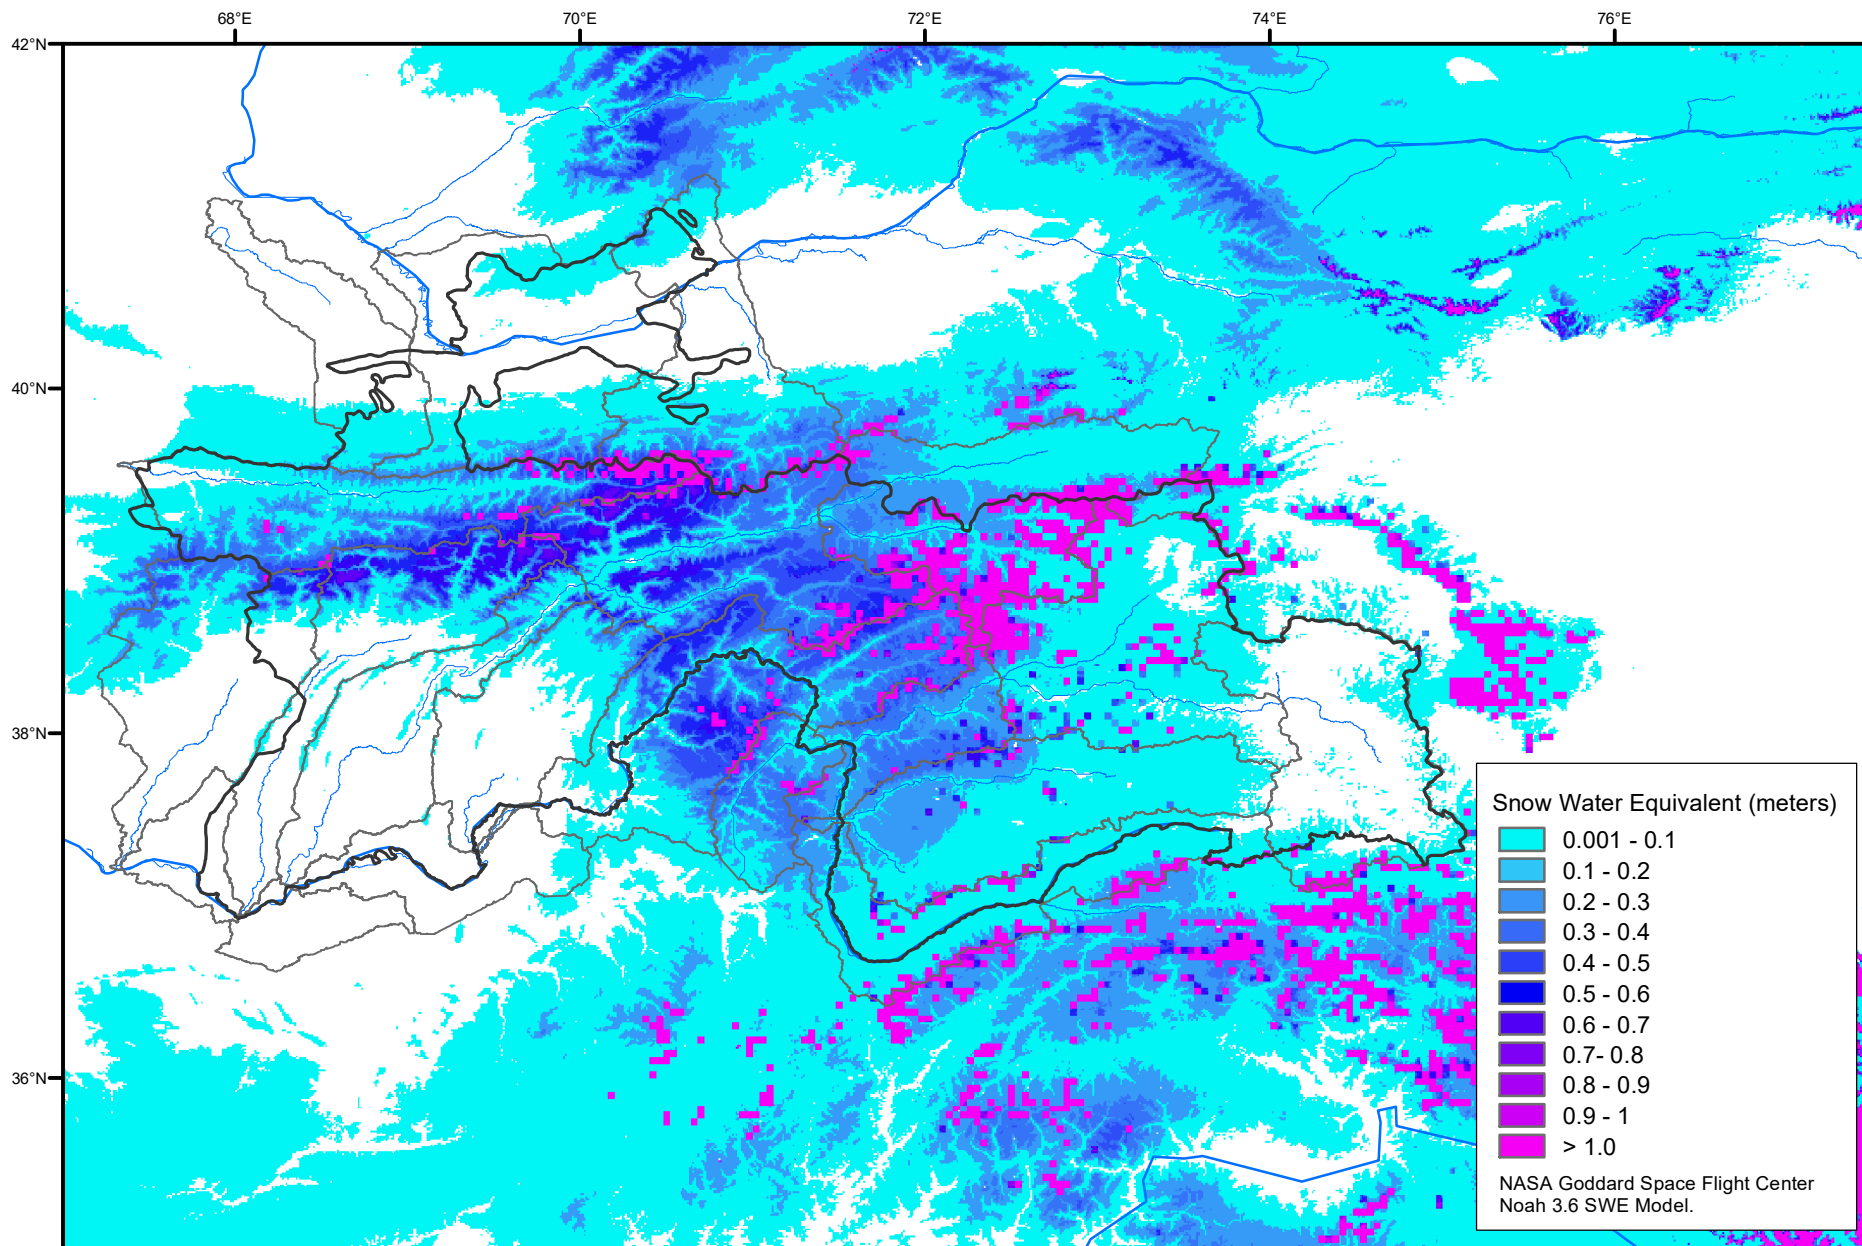 68°E 70°E 72°E 74°E 76°E
42°N
40°N
38°N
36°N
Snow Water Equivalent (meters)
0.001 - 0.1
0.1 - 0.2
0.2 - 0.3
0.3 - 0.4
0.4 - 0.5
0.5 - 0.6
0.6 - 0.7
0.7- 0.8
0.8 - 0.9
0.9 - 1
> 1.0
NASA Goddard Space Flight Center
Noah 3.6 SWE Model.